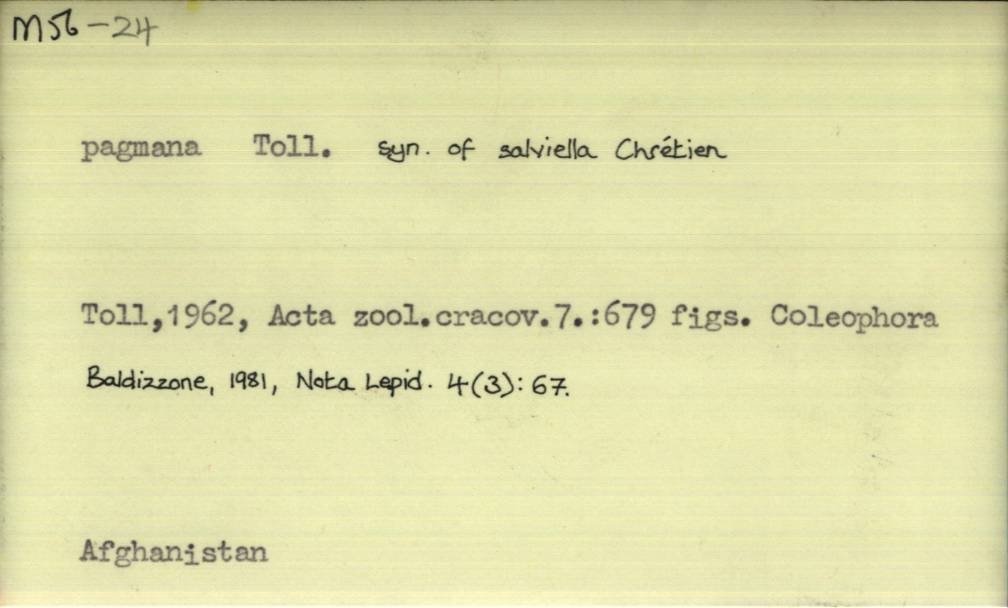 M56-24
pagmana Toll. syn. of salviella Chrétien
Toll,1962, Acta zool.cracov.7.:679 figs. Coleophora
Baldizzone, 1981, Nota Lepid. 4(3): 67.
Afghanistan